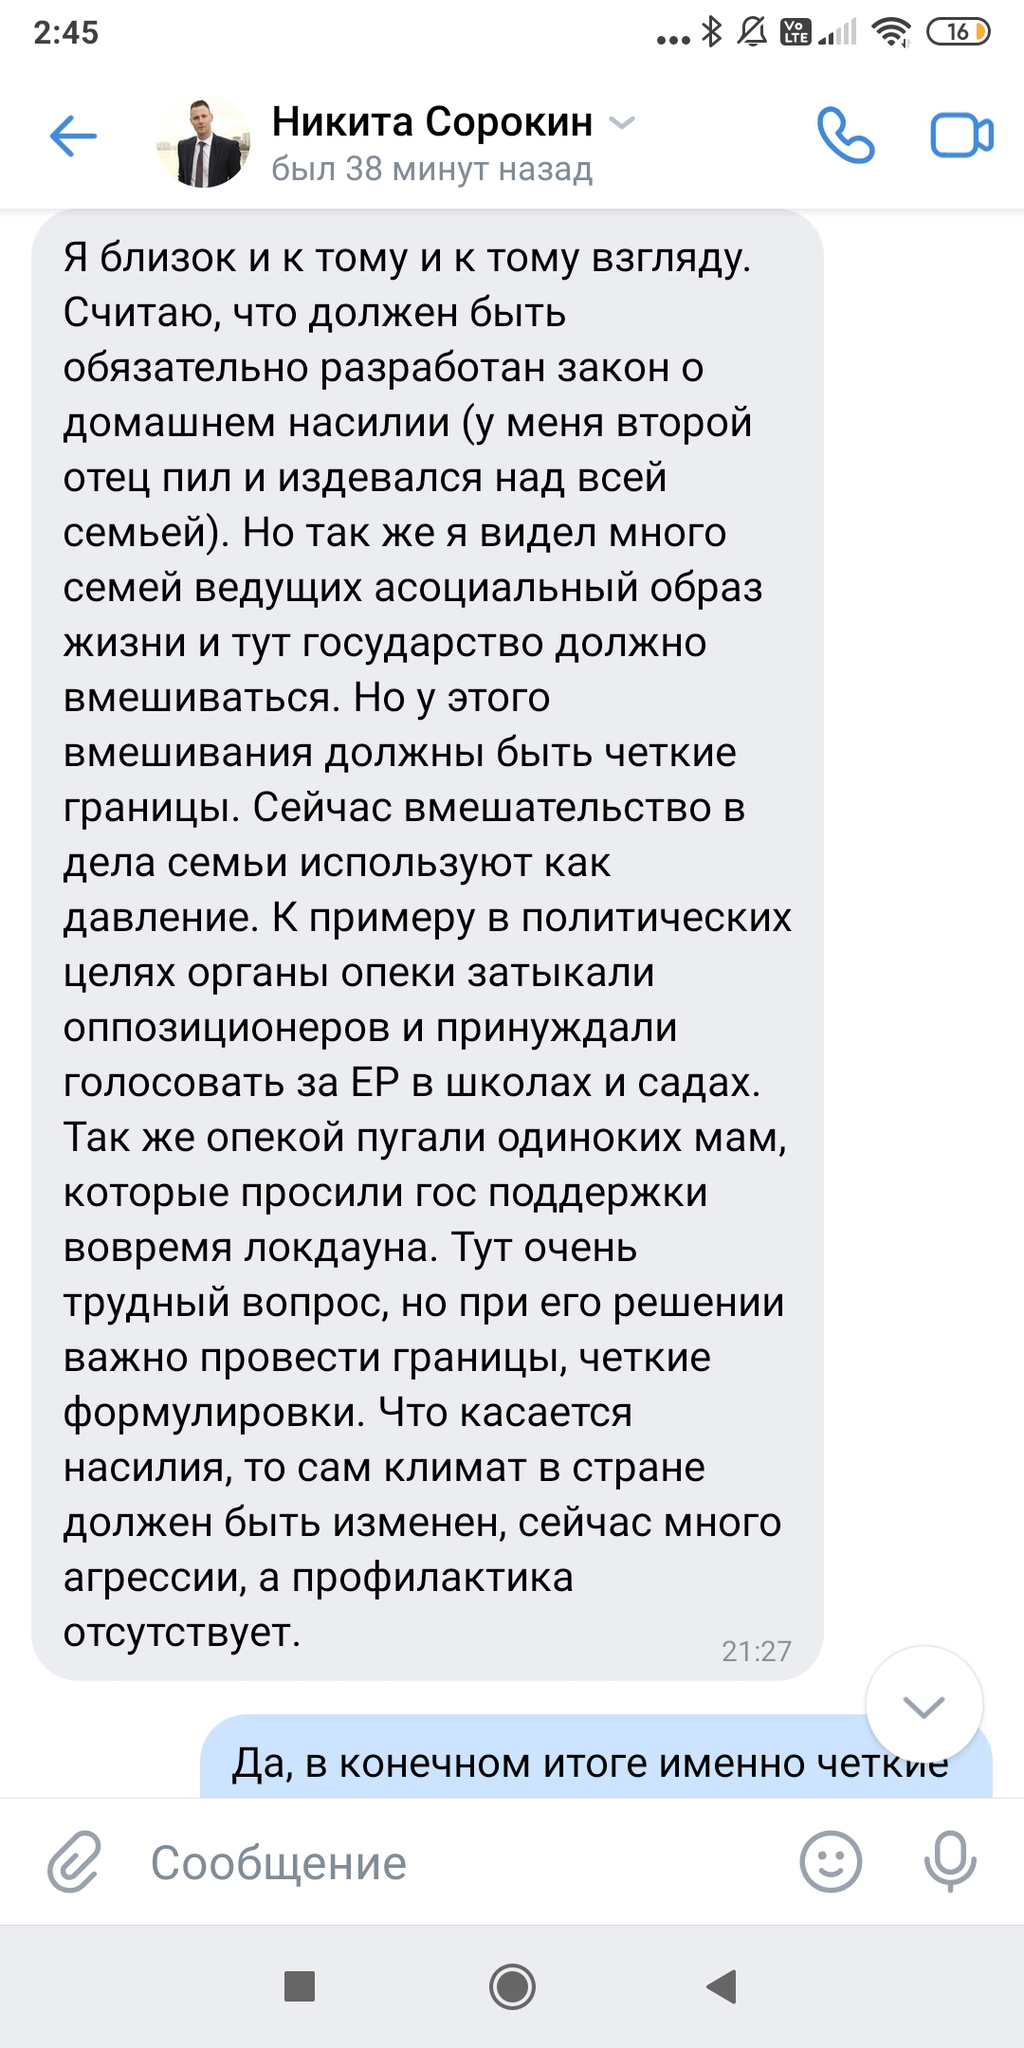 2:45
Vo LTE
16
Никита Сорокин
был 38 минут назад
Я близок и к тому и к тому взгляду.
Считаю, что должен быть
обязательно разработан закон о
домашнем насилии (у меня второй
отец пил и издевался над всей
семьей). Но так же я видел много
семей ведущих асоциальный образ
жизни и тут государство должно
вмешиваться. Но у этого
вмешивания должны быть четкие
границы. Сейчас вмешательство в
дела семьи используют как
давление. К примеру в политических
целях органы опеки затыкали
оппозиционеров и принуждали
голосовать за ЕР в школах и садах.
Так же опекой пугали одиноких мам,
которые просили гос поддержки
вовремя локдауна. Тут очень
трудный вопрос, но при его решении
важно провести границы, четкие
формулировки. Что касается
насилия, то сам климат в стране
должен быть изменен, сейчас много
агрессии, а профилактика
отсутствует.
21:27
Да, в конечном итоге именно четкие
Сообщение